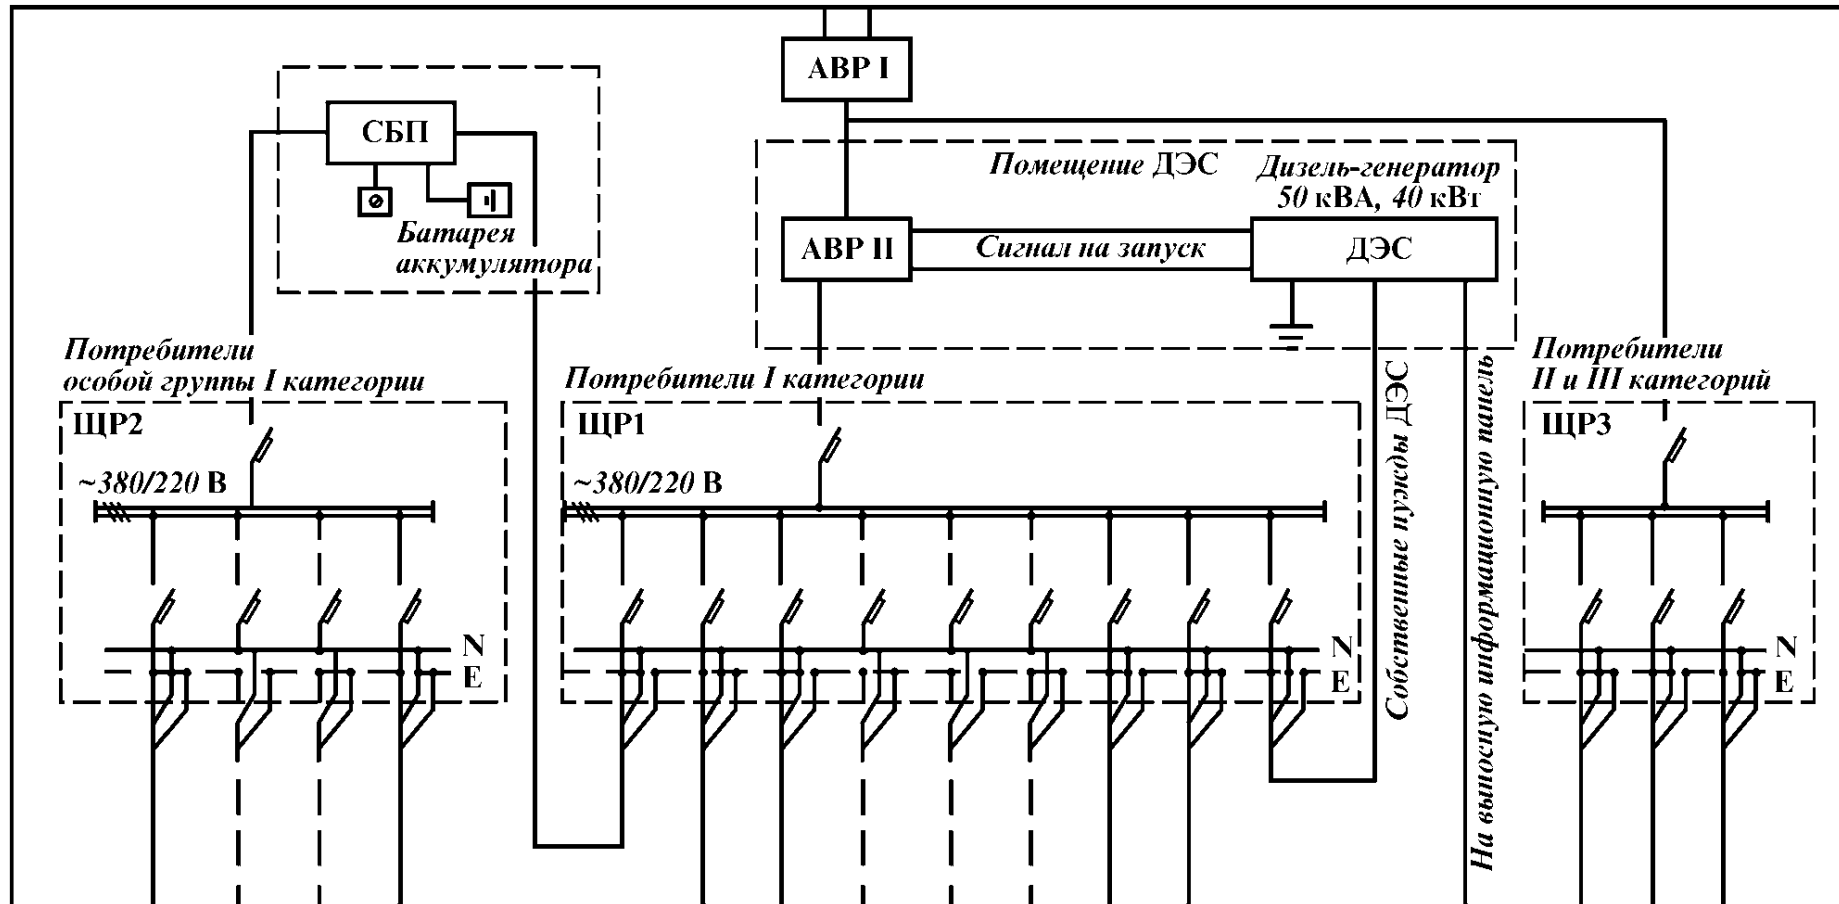 АВР I
СБП
Батарея
аккумулятора
Помещение ДЭС
Дизель-генератор
50 кВА, 40 кВт
АВР II
Сигнал на запуск
ДЭС
Потребители
особой группы I категории
Потребители I категории
Потребители
II и III категорий
ЩР2
~380/220 В
N
E
ЩР1
~380/220 В
Собственные нужды ДЭС
На выносную информационную панель
ЩР3
N
E